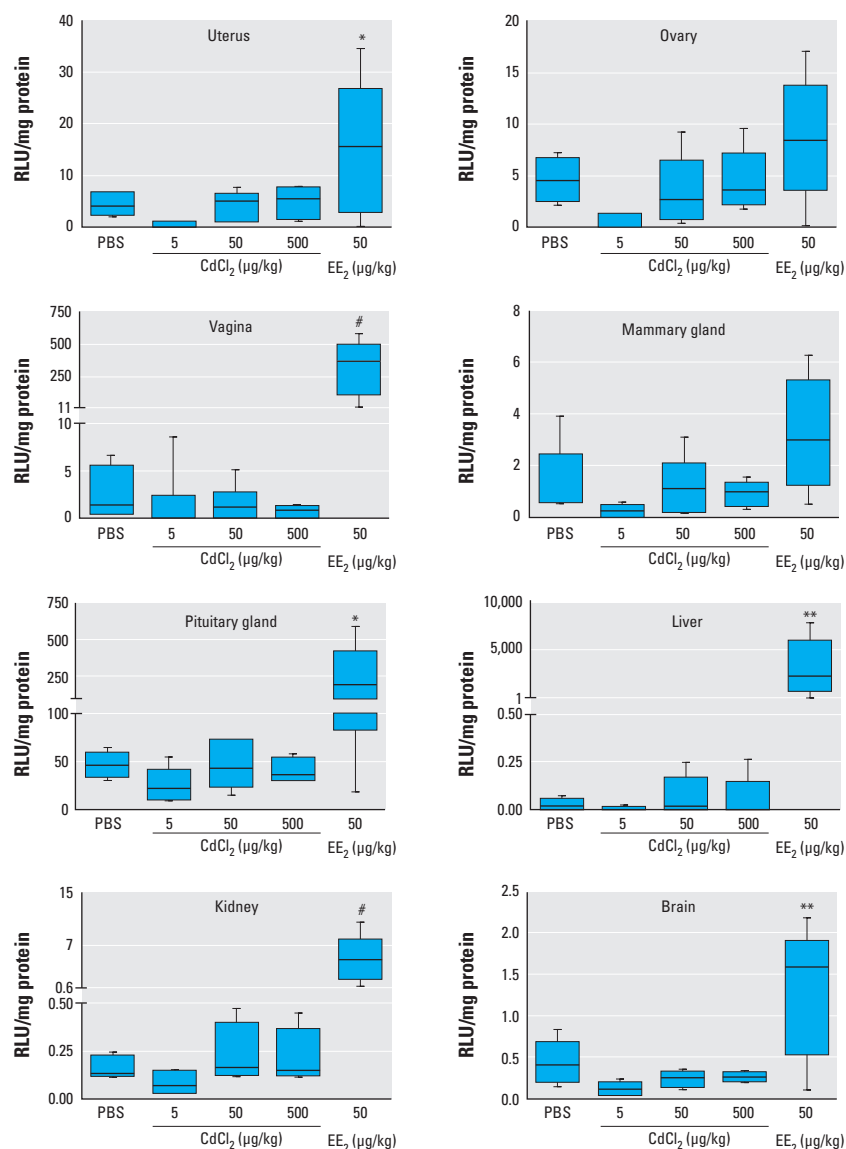 Uterus
*
RLU/mg protein
40
30
20
10
0
PBS
5
50
500
50
CdCl2 (µg/kg)
EE2 (µg/kg)
Ovary
RLU/mg protein
20
15
10
5
0
PBS
5
50
500
50
CdCl2 (µg/kg)
EE2 (µg/kg)
Vagina
#
RLU/mg protein
750
500
250
11
10
5
0
PBS
5
50
500
50
CdCl2 (µg/kg)
EE2 (µg/kg)
Mammary gland
RLU/mg protein
8
6
4
2
0
PBS
5
50
500
50
CdCl2 (µg/kg)
EE2 (µg/kg)
Pituitary gland
*
RLU/mg protein
750
500
250
100
50
0
PBS
5
50
500
50
CdCl2 (µg/kg)
EE2 (µg/kg)
Liver
**
RLU/mg protein
10,000
5,000
1
0.50
0.25
0.00
PBS
5
50
500
50
CdCl2 (µg/kg)
EE2 (µg/kg)
Kidney
#
RLU/mg protein
15
7
0.6
0.50
0.25
0.00
PBS
5
50
500
50
CdCl2 (µg/kg)
EE2 (µg/kg)
Brain
**
RLU/mg protein
2.5
2.0
1.5
1.0
0.5
0.0
PBS
5
50
500
50
CdCl2 (µg/kg)
EE2 (µg/kg)